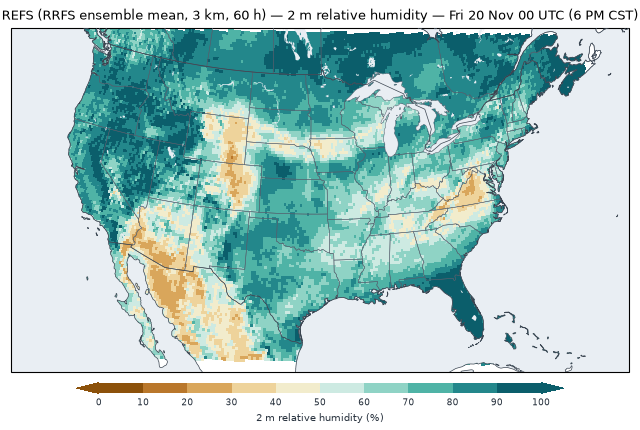 REFS (RRFS ensemble mean, 3 km, 60 h) — 2 m relative humidity — Fri 20 Nov 00 UTC (6 PM CST)
0 10 20 30 40 50 60 70 80 90 100
2 m relative humidity (%)